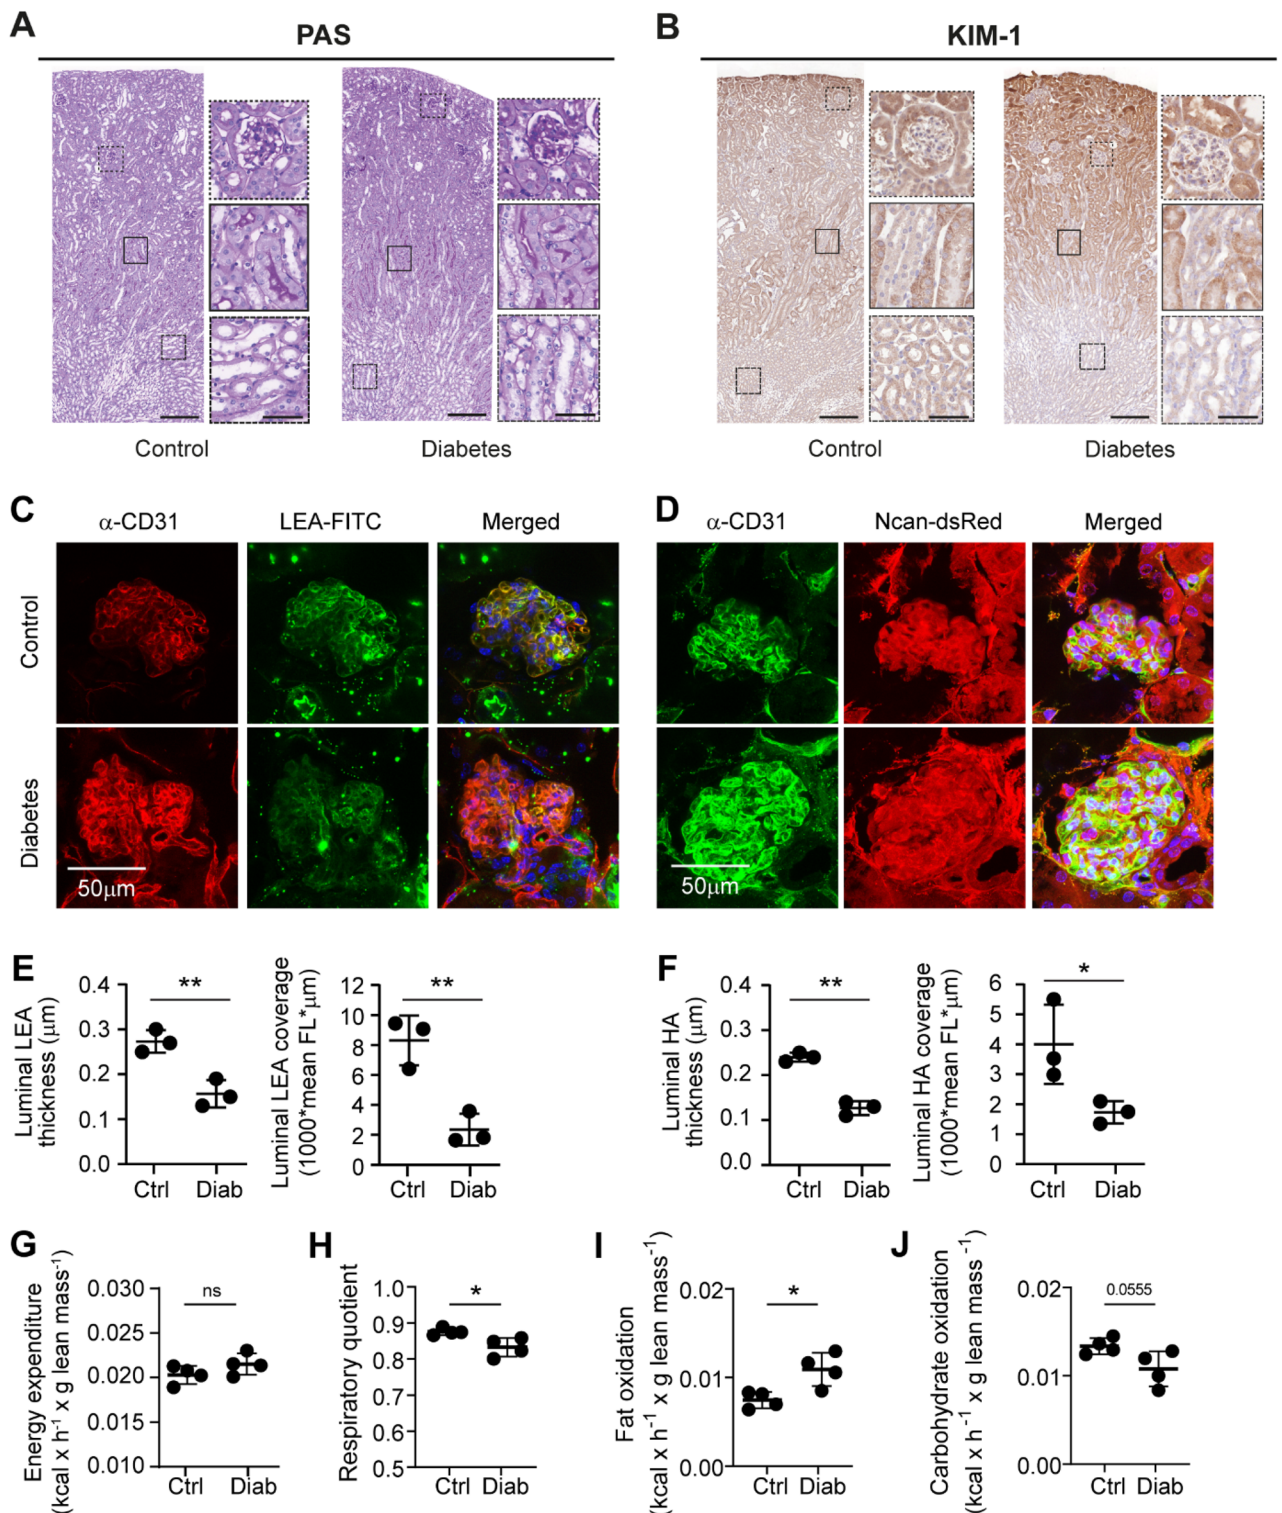 A
PAS
Control
Diabetes
B
KIM-1
Control
Diabetes
C
α-CD31
LEA-FITC
Merged
Control
Diabetes
50μm
D
α-CD31
Ncan-dsRed
Merged
50μm
E
Luminal LEA
thickness (μm)
0.4
0.3
0.2
0.1
0.0
**
Ctrl
Diab
Luminal LEA coverage
(1000*mean FL*μm)
12
10
8
6
4
2
0
**
Ctrl
Diab
F
Luminal HA
thickness (μm)
0.4
0.3
0.2
0.1
0.0
**
Ctrl
Diab
Luminal HA coverage
(1000*mean FL*μm)
6
5
4
3
2
1
0
*
Ctrl
Diab
G
Energy expenditure
(kcal x h⁻¹ x g lean mass⁻¹)
0.030
0.025
0.020
0.015
0.010
ns
Ctrl
Diab
H
Respiratory quotient
1.0
0.9
0.8
0.7
0.6
0.5
*
Ctrl
Diab
I
Fat oxidation
(kcal x h⁻¹ x g lean mass⁻¹)
0.02
0.01
0.00
*
Ctrl
Diab
J
Carbohydrate oxidation
(kcal x h⁻¹ x g lean mass⁻¹)
0.02
0.01
0.00
0.0555
Ctrl
Diab